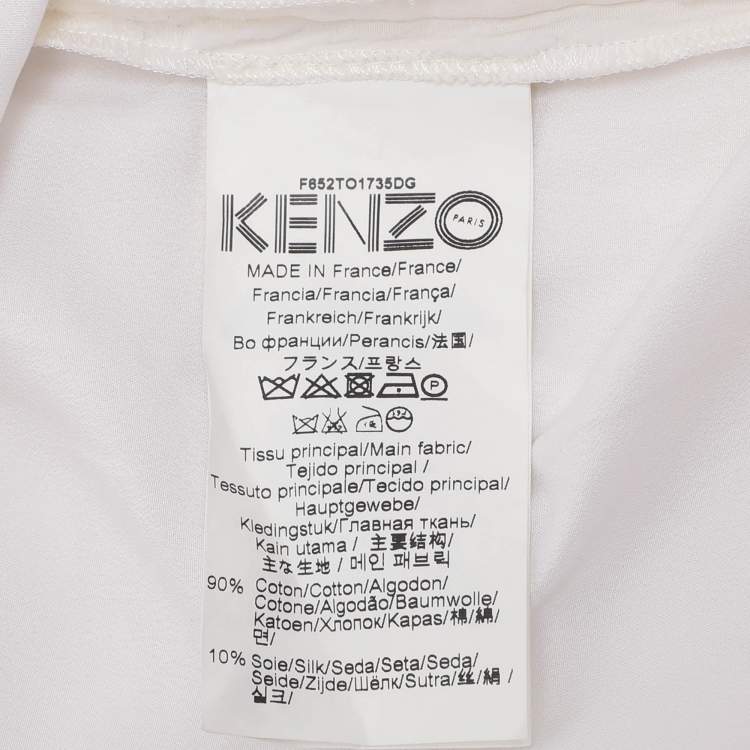 F652TO1735DG
KENZO PARIS
MADE IN France/France/
Francia/Francia/França/
Frankreich/Frankrijk/
Во франции/Perancis/法国/
フランス/프랑스
P
Tissu principal/Main fabric/
Tejido principal /
Tessuto principale/Tecido principal/
Hauptgewebe/
Kledingstuk/Главная ткань/
Kain utama / 主要结构/
主な生地 / 메인 패브릭
90% Coton/Cotton/Algodon/
Cotone/Algodão/Baumwolle/
Katoen/Хлопок/Kapas/棉/綿/
면/
10% Soie/Silk/Seda/Seta/Seda/
Seide/Zijde/Шёлк/Sutra/丝/絹 /
실크/